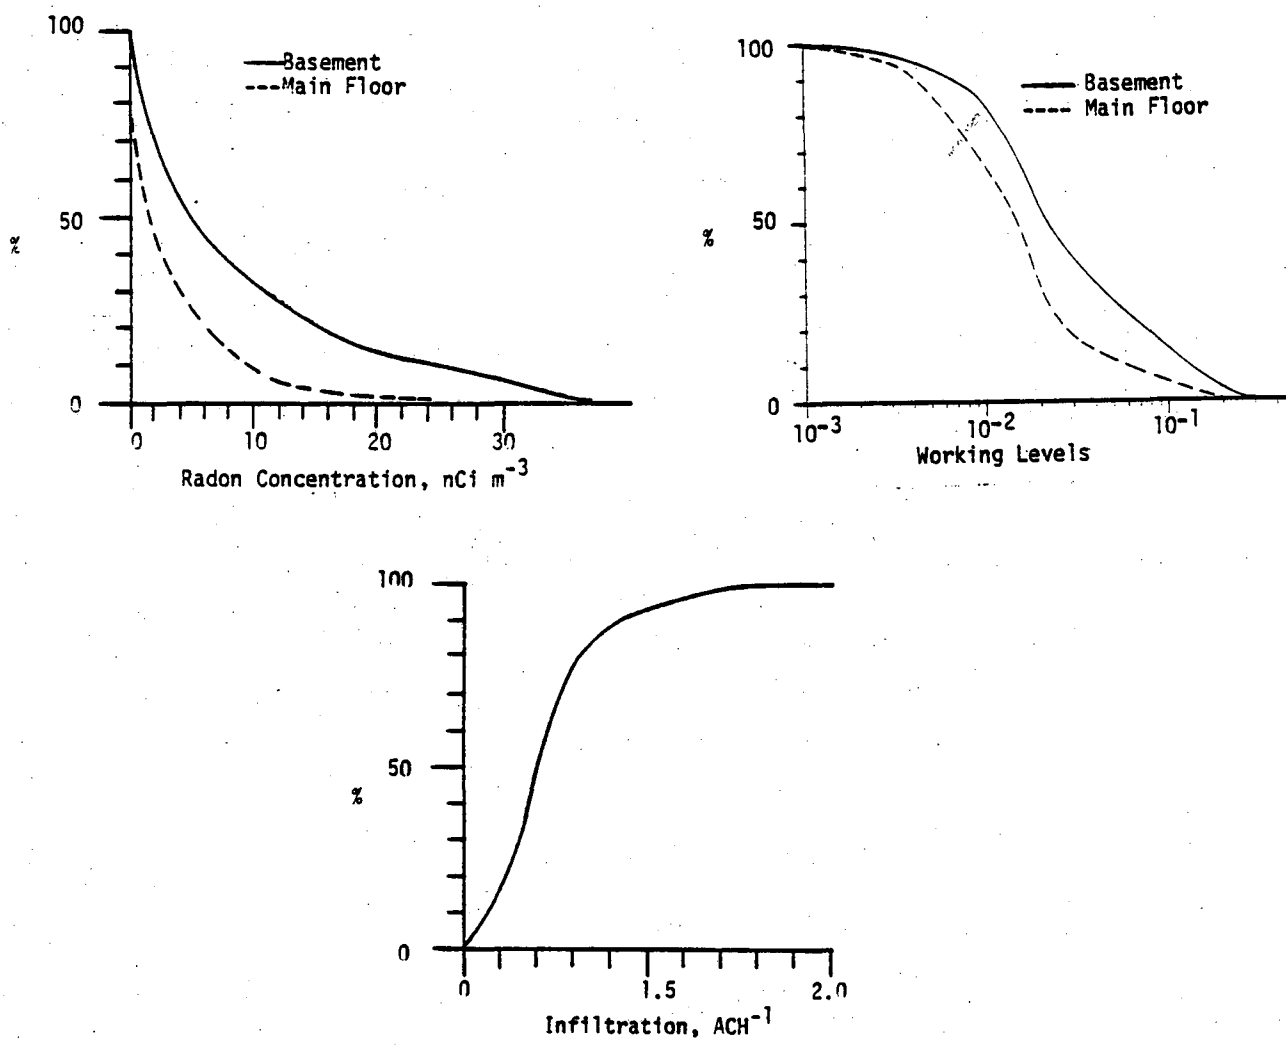 100
Basement
Main Floor
50
%
0
0 10 20 30
Radon Concentration, nCi m⁻³
100
Basement
Main Floor
50
%
0
10⁻³ 10⁻² 10⁻¹
Working Levels
100
50
%
0
0 1.5 2.0
Infiltration, ACH⁻¹